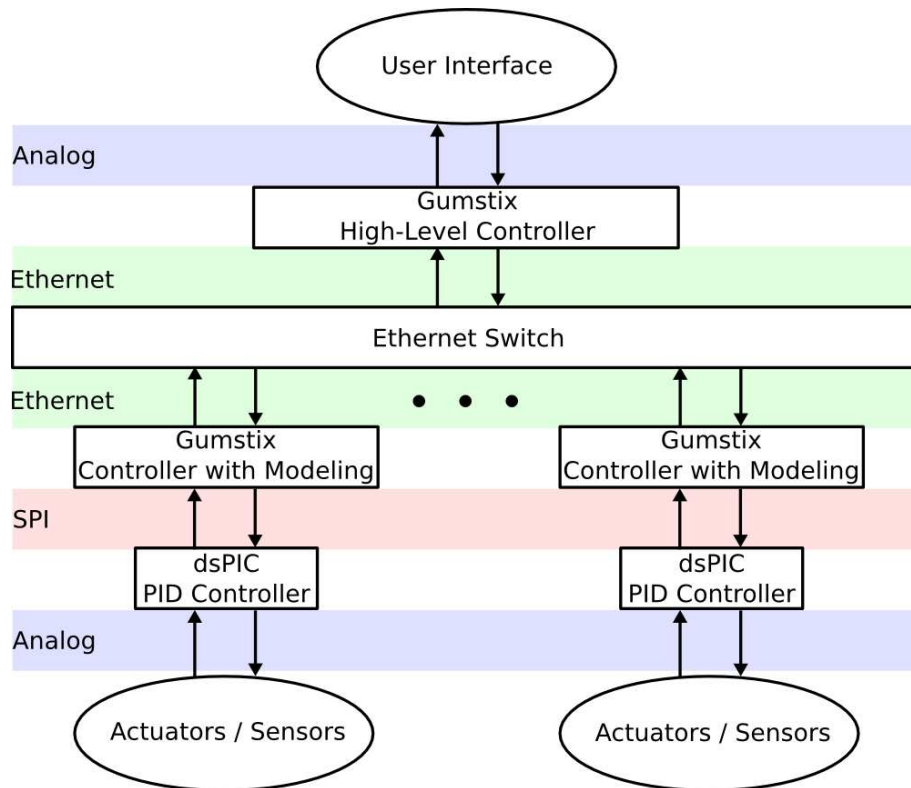 User Interface
Analog
Gumstix
High-Level Controller
Ethernet
Ethernet Switch
Ethernet
Gumstix
Controller with Modeling
Gumstix
Controller with Modeling
SPI
dsPIC
PID Controller
dsPIC
PID Controller
Analog
Actuators / Sensors
Actuators / Sensors